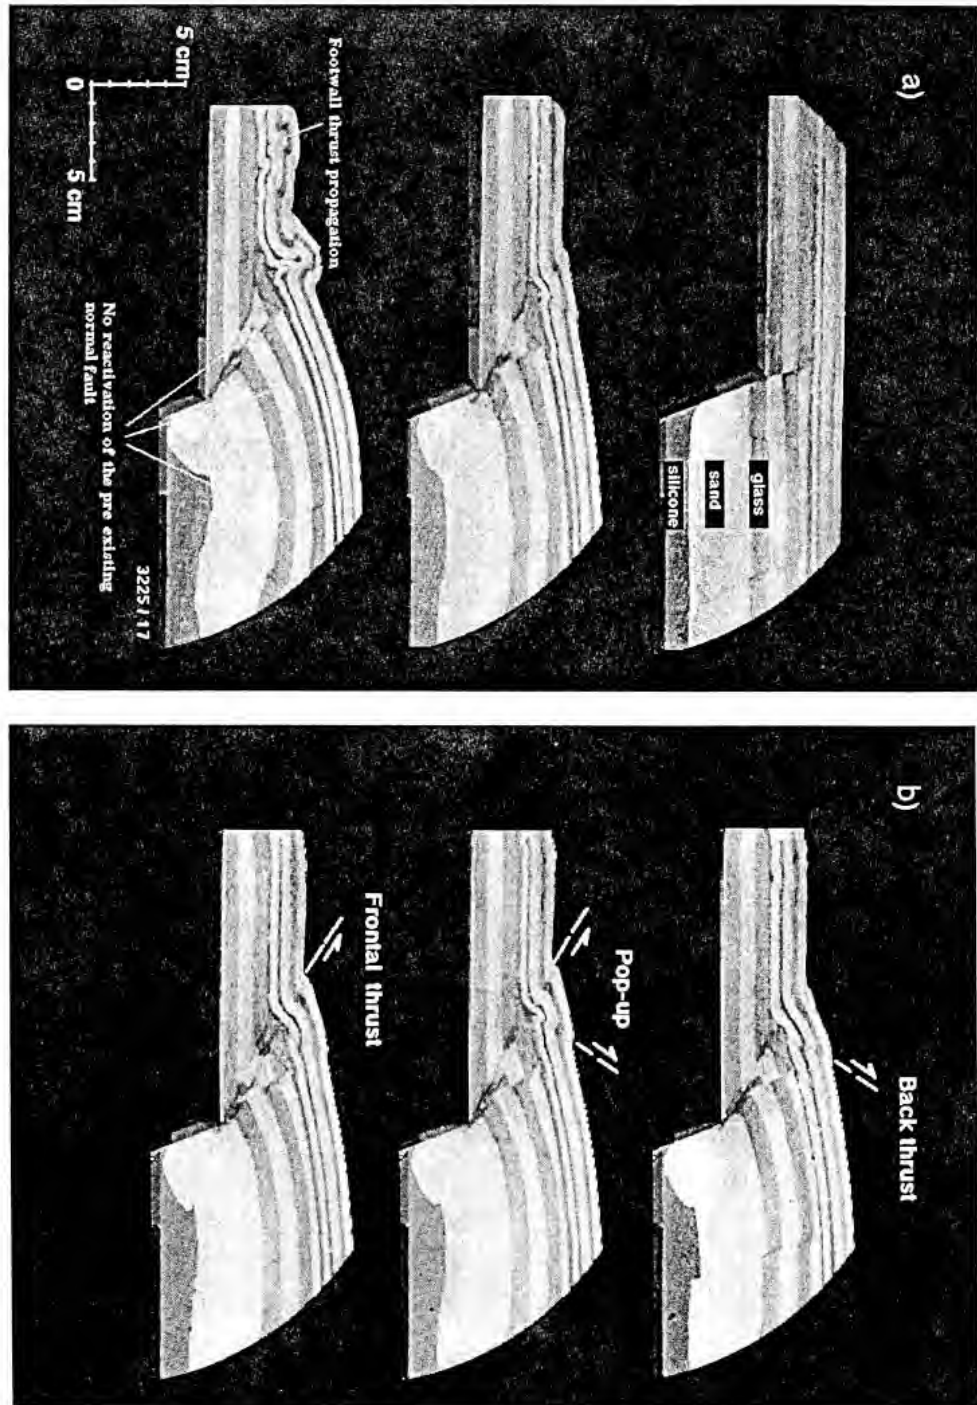 a)
silicone
sand
glass
Footwall thrust propagation
No reactivation of the pre existing
normal fault
5 cm
0
5 cm
3225 / 17
b)
Back thrust
Pop-up
Frontal thrust